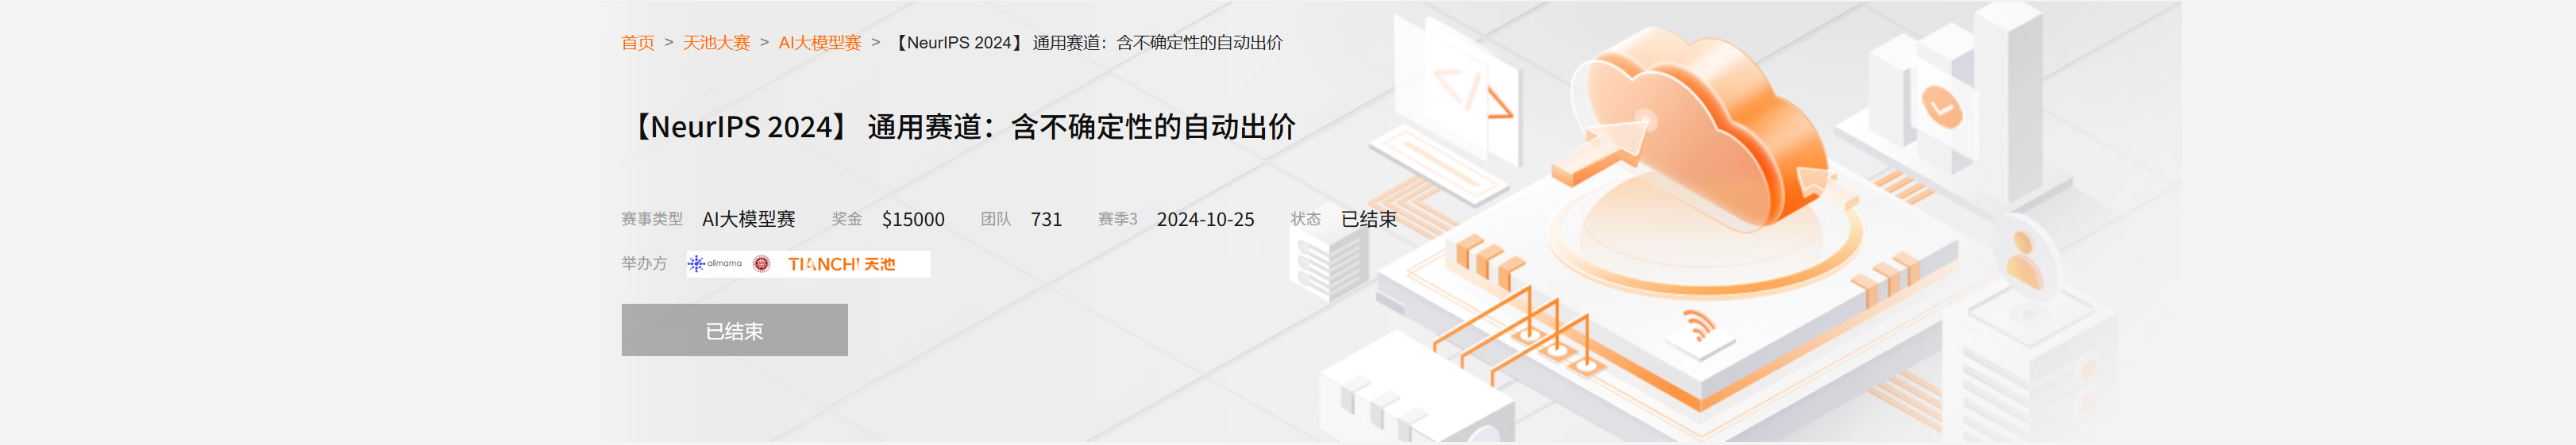 首页 > 天池大赛 > AI大模型赛 > 【NeurIPS 2024】 通用赛道：含不确定性的自动出价
【NeurIPS 2024】 通用赛道：含不确定性的自动出价
赛事类型 AI大模型赛 奖金 $15000 团队 731 赛季3 2024-10-25 状态 已结束
举办方 alimama TIANCHI 天池
已结束